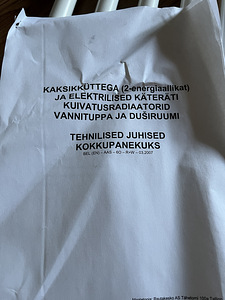 KAKSIKKÜTTEGA (2-energiaallikat)
JA ELEKTRILISED KÄTERÄTI
KUIVATUSRADIAATORID
VANNITUPPA JA DUŠIRUUMI
TEHNILISED JUHISED
KOKKUPANEKUKS